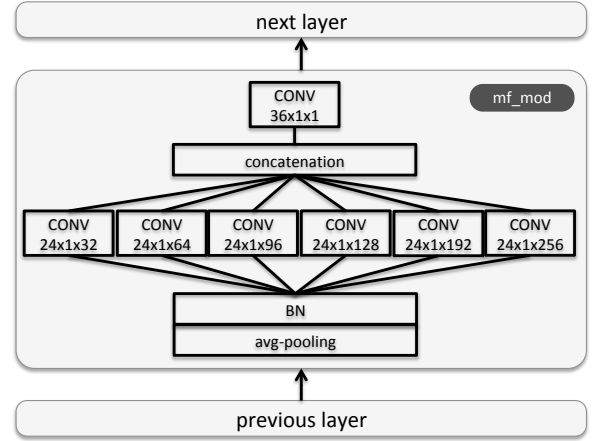 next layer
mf_mod
CONV
36x1x1
concatenation
CONV
24x1x32
CONV
24x1x64
CONV
24x1x96
CONV
24x1x128
CONV
24x1x192
CONV
24x1x256
BN
avg-pooling
previous layer